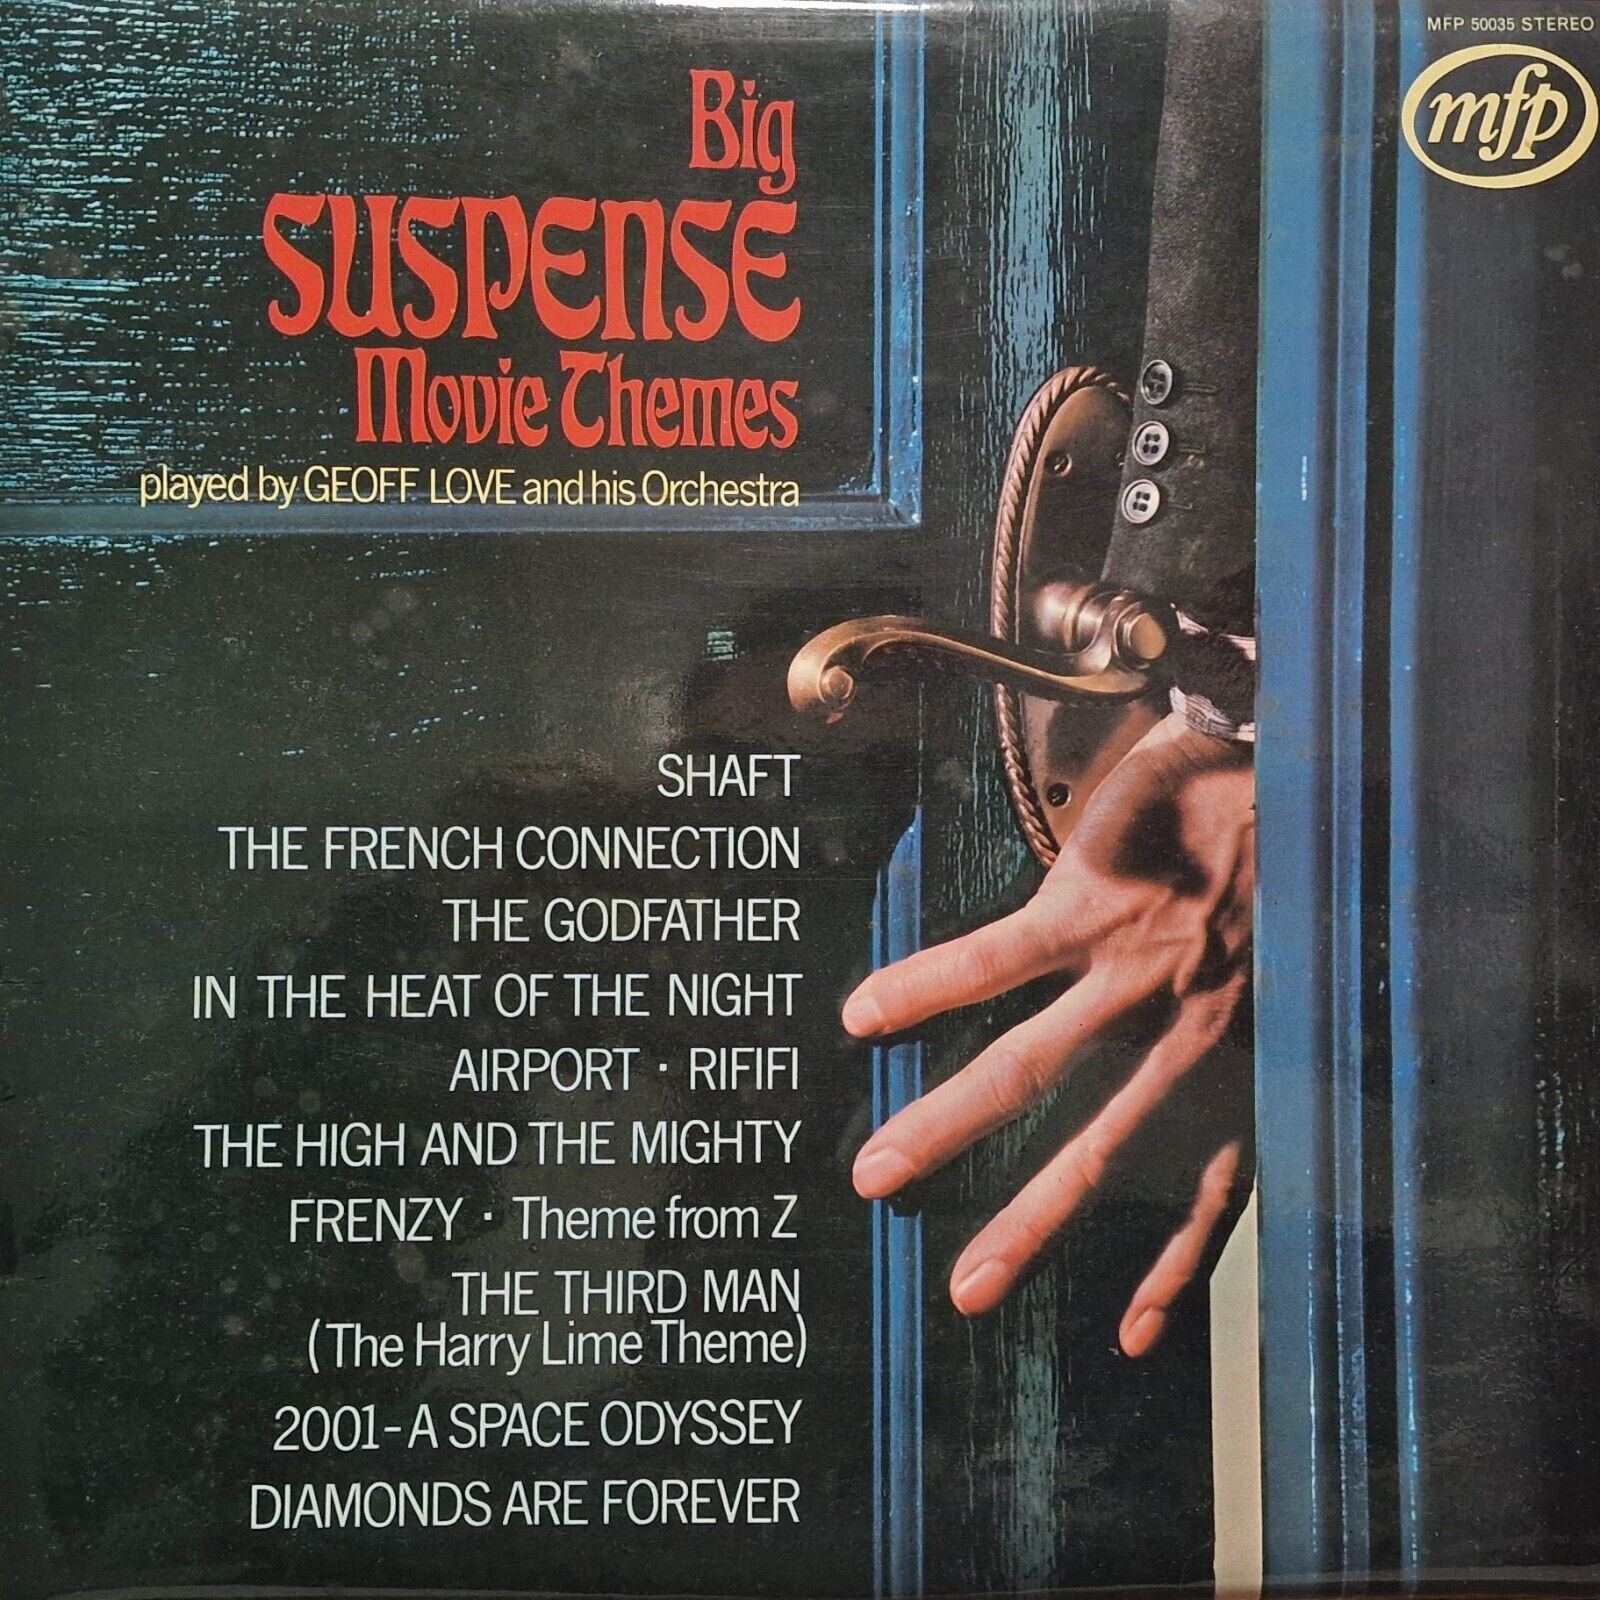 MFP 50035 STEREO
mfp
Big
SUSPENSE
Movie Themes
played by GEOFF LOVE and his Orchestra
SHAFT
THE FRENCH CONNECTION
THE GODFATHER
IN THE HEAT OF THE NIGHT
AIRPORT · RIFIFI
THE HIGH AND THE MIGHTY
FRENZY · Theme from Z
THE THIRD MAN
(The Harry Lime Theme)
2001-A SPACE ODYSSEY
DIAMONDS ARE FOREVER